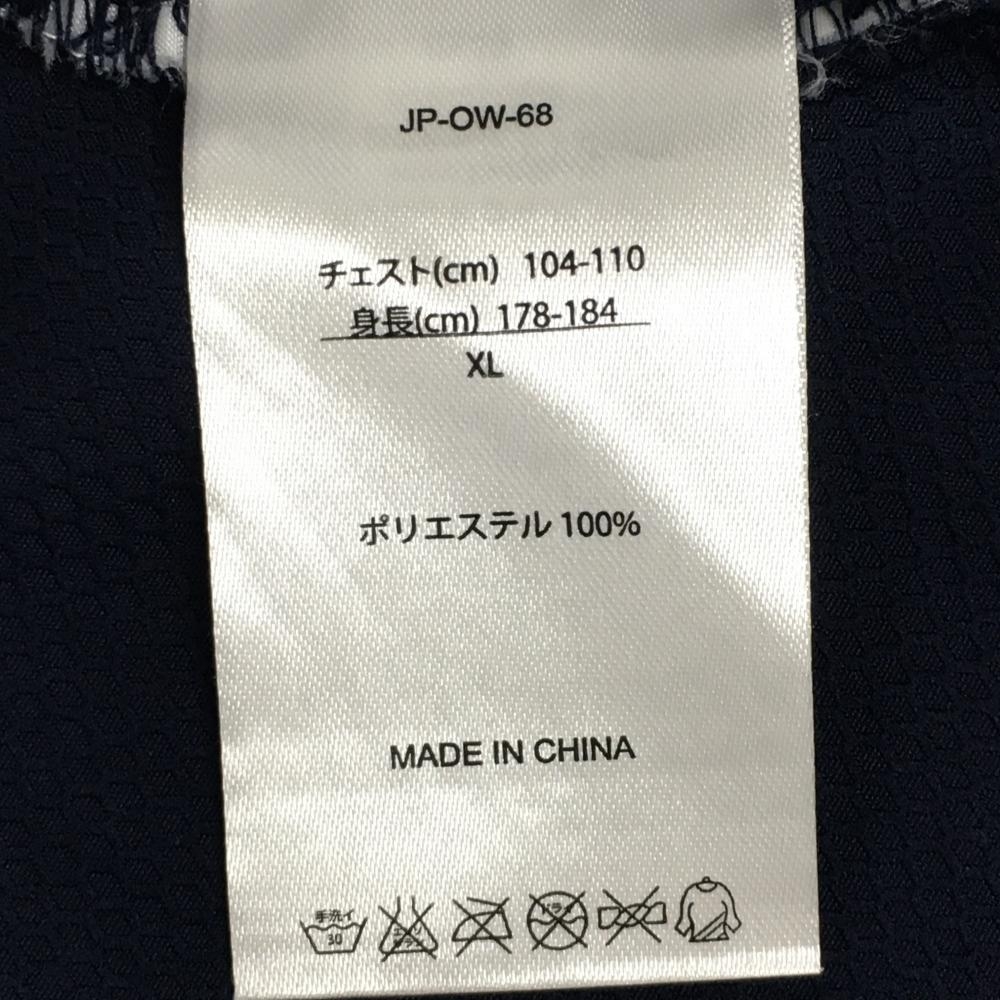 JP-OW-68
チェスト(cm) 104-110
身長(cm) 178-184
XL
ポリエステル 100%
MADE IN CHINA
手洗イ
30